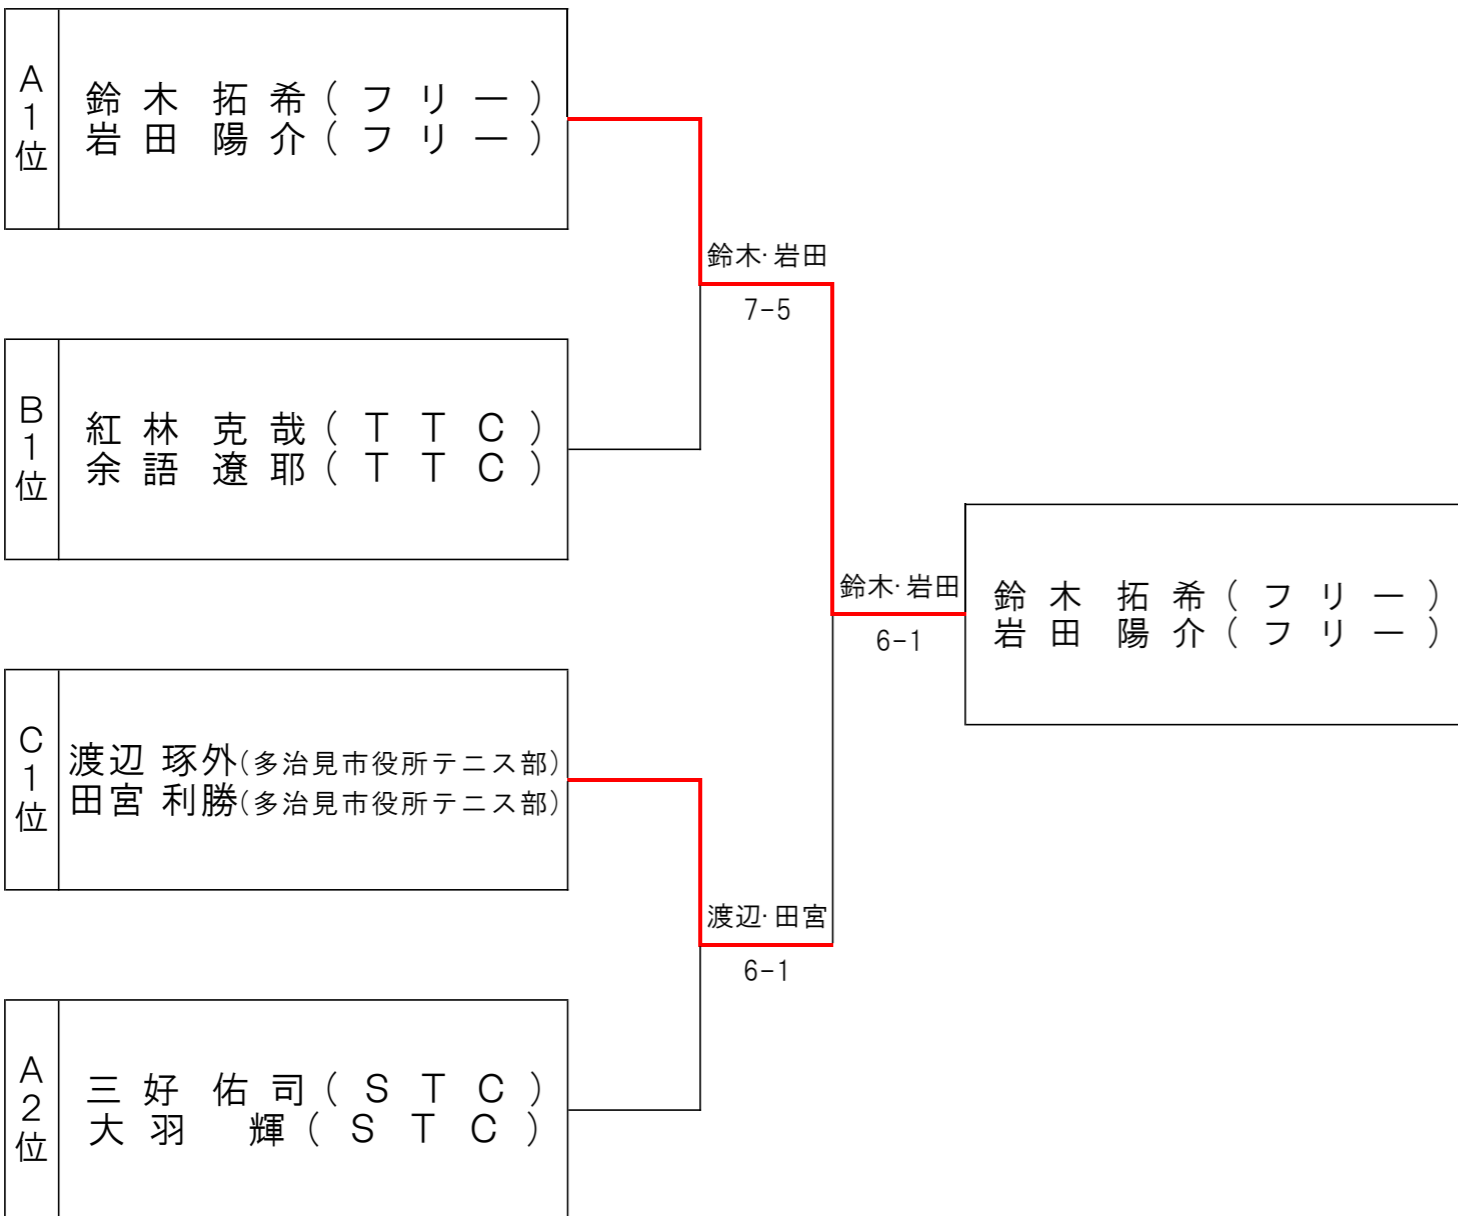 A1位
鈴木 拓希(フリー)
岩田 陽介(フリー)
鈴木・岩田
7-5
B1位
紅林 克哉(TTC)
余語 遼耶(TTC)
鈴木・岩田
6-1
鈴木 拓希(フリー)
岩田 陽介(フリー)
C1位
渡辺 琢外(多治見市役所テニス部)
田宮 利勝(多治見市役所テニス部)
渡辺・田宮
6-1
A2位
三好 佑司(STC)
大羽 輝(STC)